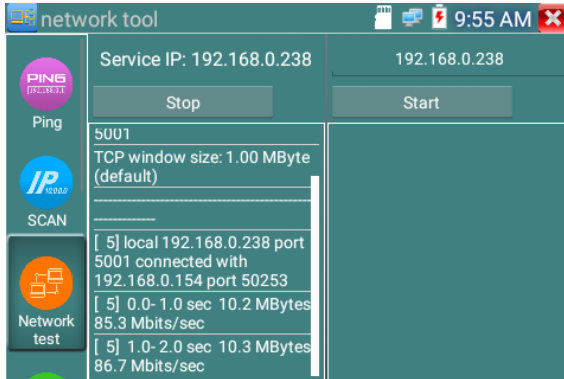 network tool
9:55 AM
PING
Ping
IP
SCAN
Network
test
Service IP: 192.168.0.238
Stop
5001
TCP window size: 1.00 MByte
(default)
---------------------------------------------
-------------
[ 5] local 192.168.0.238 port
5001 connected with
192.168.0.154 port 50253
[ 5] 0.0- 1.0 sec 10.2 MBytes
85.3 Mbits/sec
[ 5] 1.0- 2.0 sec 10.3 MBytes
86.7 Mbits/sec
192.168.0.238
Start